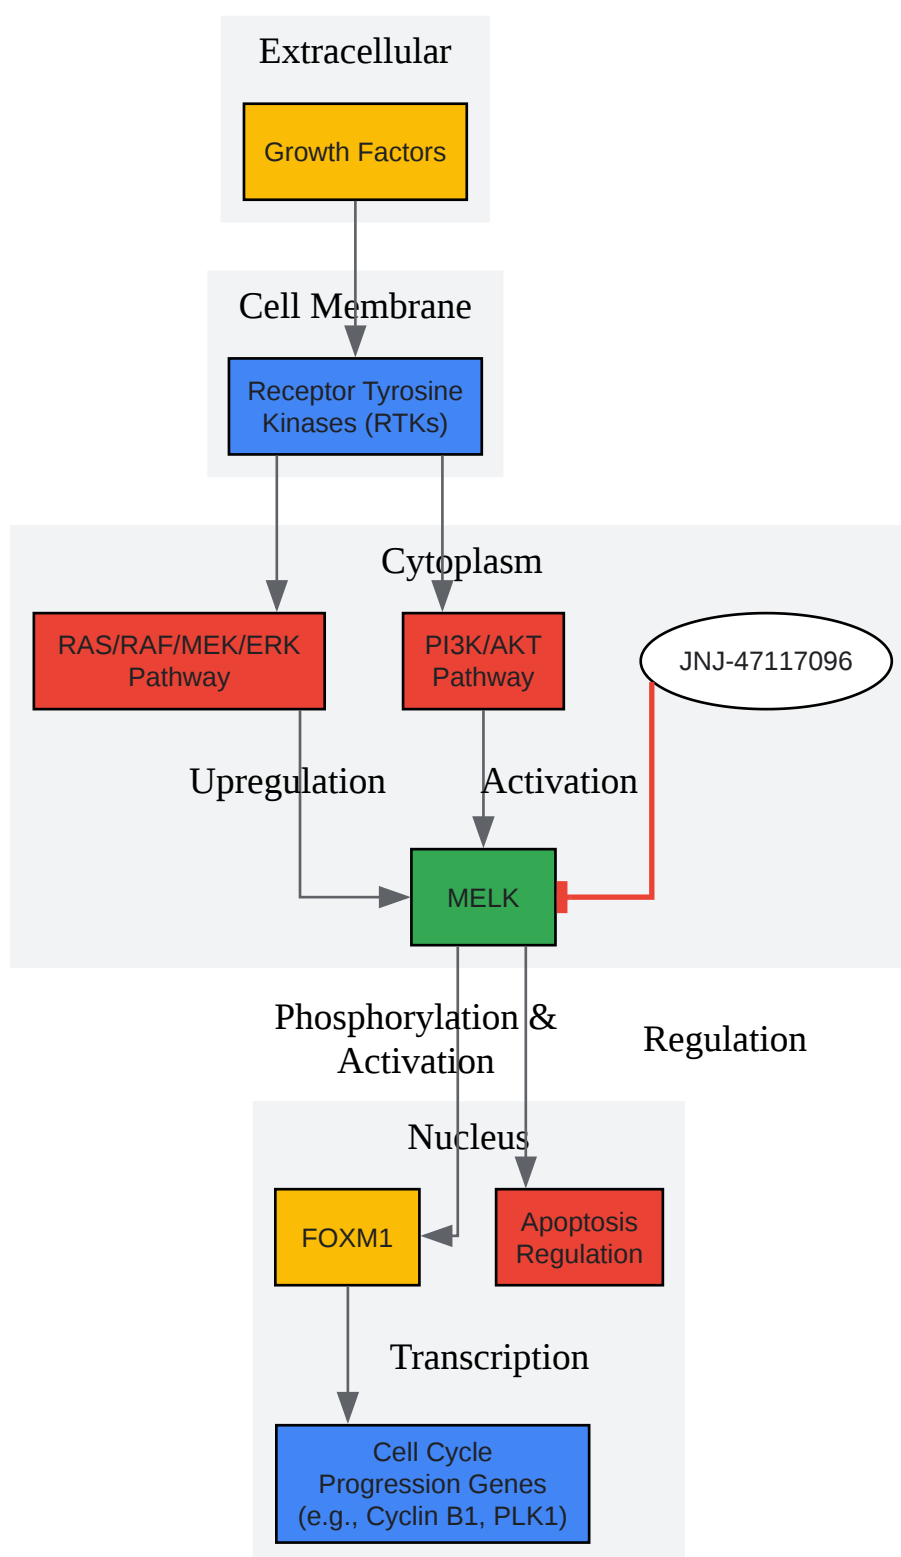 Extracellular
Growth Factors
Cell Membrane
Receptor Tyrosine
Kinases (RTKs)
Cytoplasm
RAS/RAF/MEK/ERK
Pathway
PI3K/AKT
Pathway
JNJ-47117096
Upregulation
Activation
MELK
Phosphorylation &
Activation
Regulation
Nucleus
FOXM1
Apoptosis
Regulation
Transcription
Cell Cycle
Progression Genes
(e.g., Cyclin B1, PLK1)